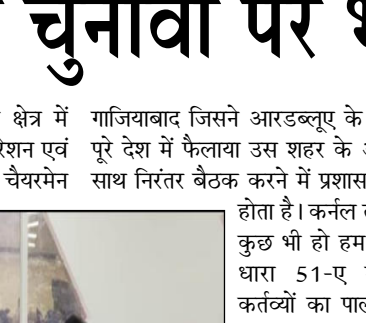 चुनावों पर
क्षेत्र में
रेशन एवं
चैयरमेन
गाजियाबाद जिसने आरडब्लूए के
पूरे देश में फैलाया उस शहर के
साथ निरंतर बैठक करने में प्रशास
होता है। कर्नल
कुछ भी हो हम
धारा 51-ए
कर्तव्यों का पाल